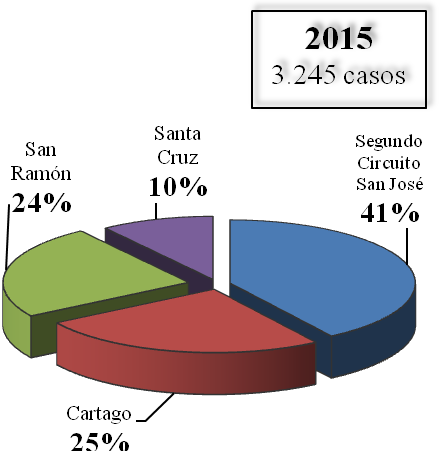 2015
3.245 casos
Santa
Cruz
10%
San
Ramón
24%
Segundo
Circuito
San José
41%
Cartago
25%